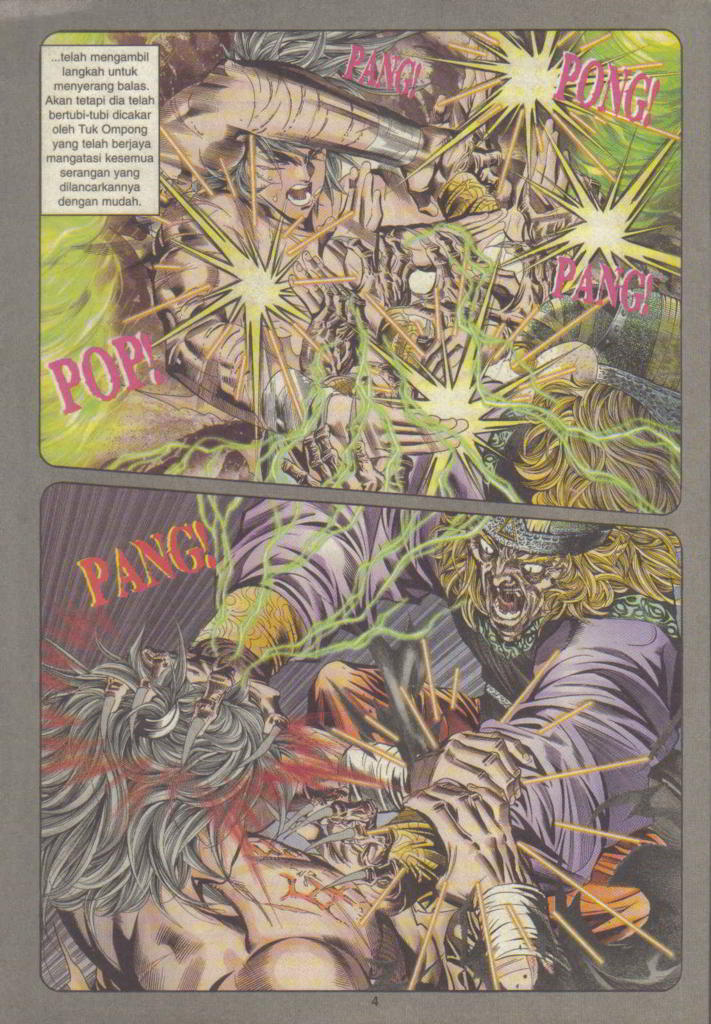 ...telah mengambil
langkah untuk
menyerang balas.
Akan tetapi dia telah
bertubi-tubi dicakar
oleh Tuk Ompong
yang telah berjaya
mangatasi kesemua
serangan yang
dilancarkannya
dengan mudah.
PANG!
PONG!
PANG!
POP!
PANG!
4